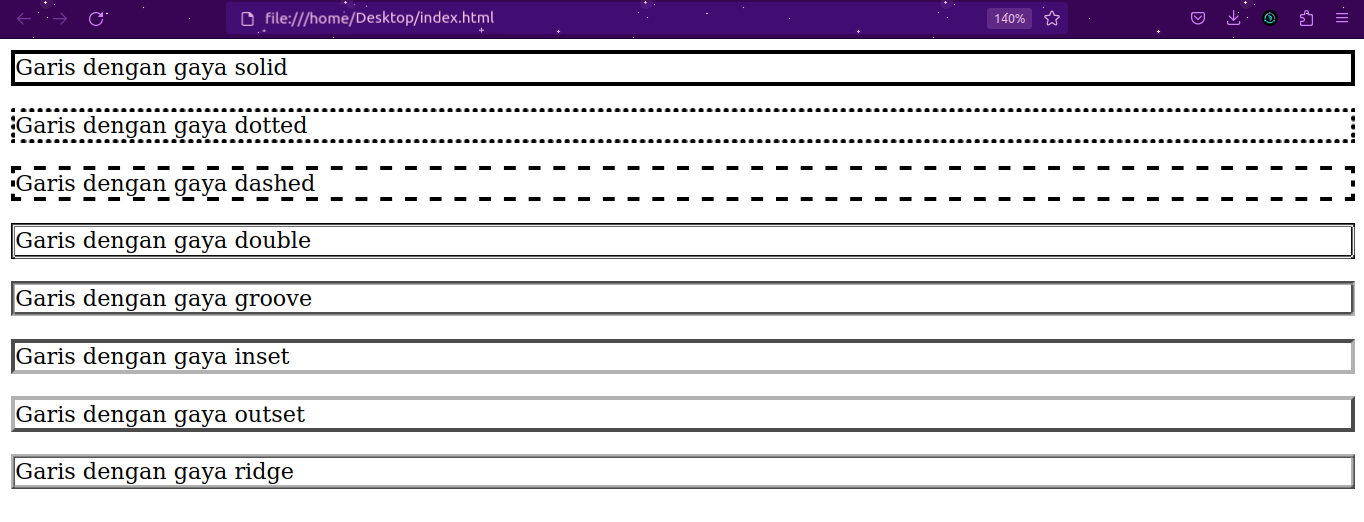 file:///home/Desktop/index.html
140%
Garis dengan gaya solid
Garis dengan gaya dotted
Garis dengan gaya dashed
Garis dengan gaya double
Garis dengan gaya groove
Garis dengan gaya inset
Garis dengan gaya outset
Garis dengan gaya ridge